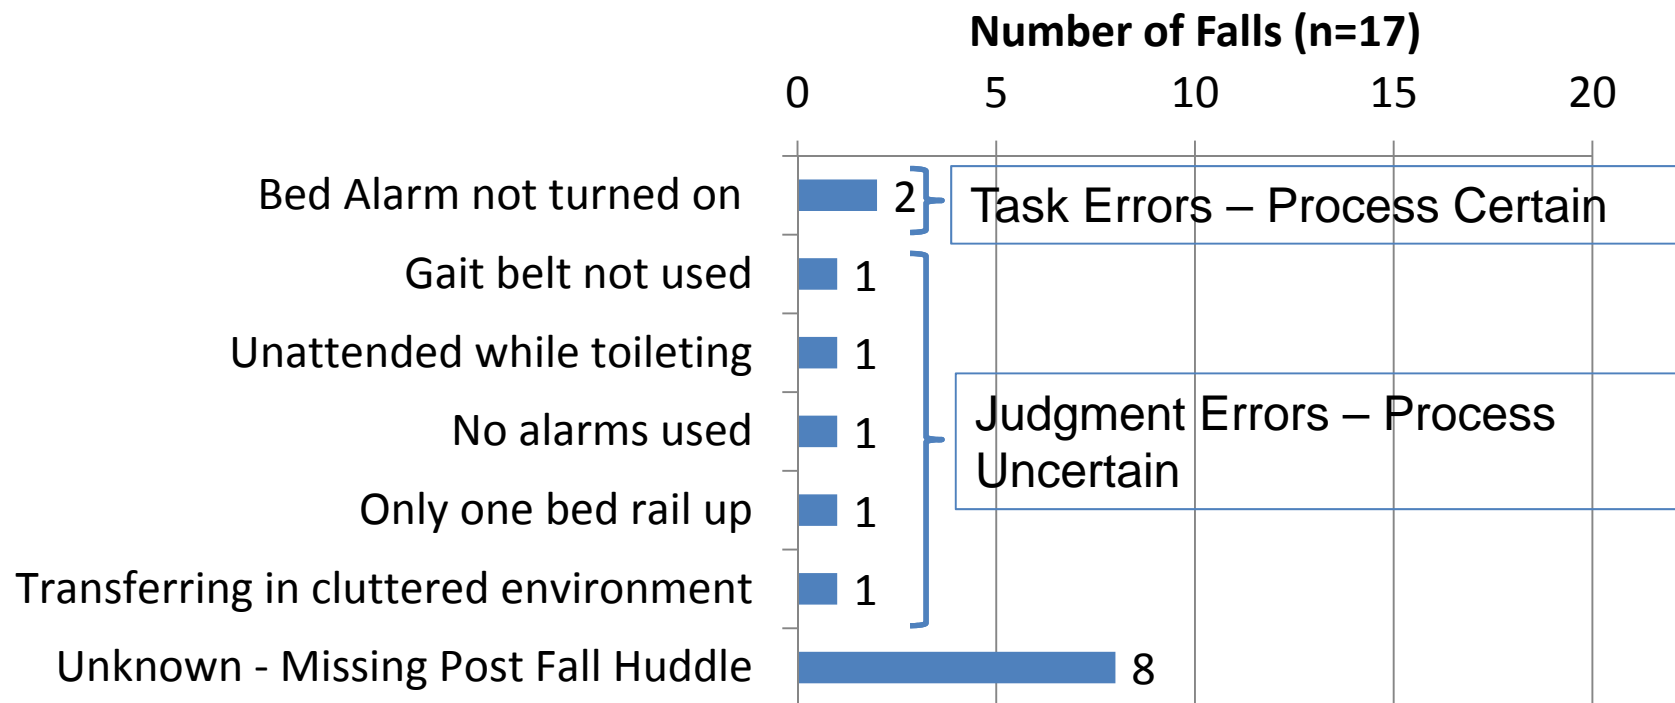 Number of Falls (n=17)
0 5 10 15 20
Bed Alarm not turned on 2 Task Errors – Process Certain
Gait belt not used 1
Unattended while toileting 1
No alarms used 1 Judgment Errors – Process
Uncertain
Only one bed rail up 1
Transferring in cluttered environment 1
Unknown - Missing Post Fall Huddle 8